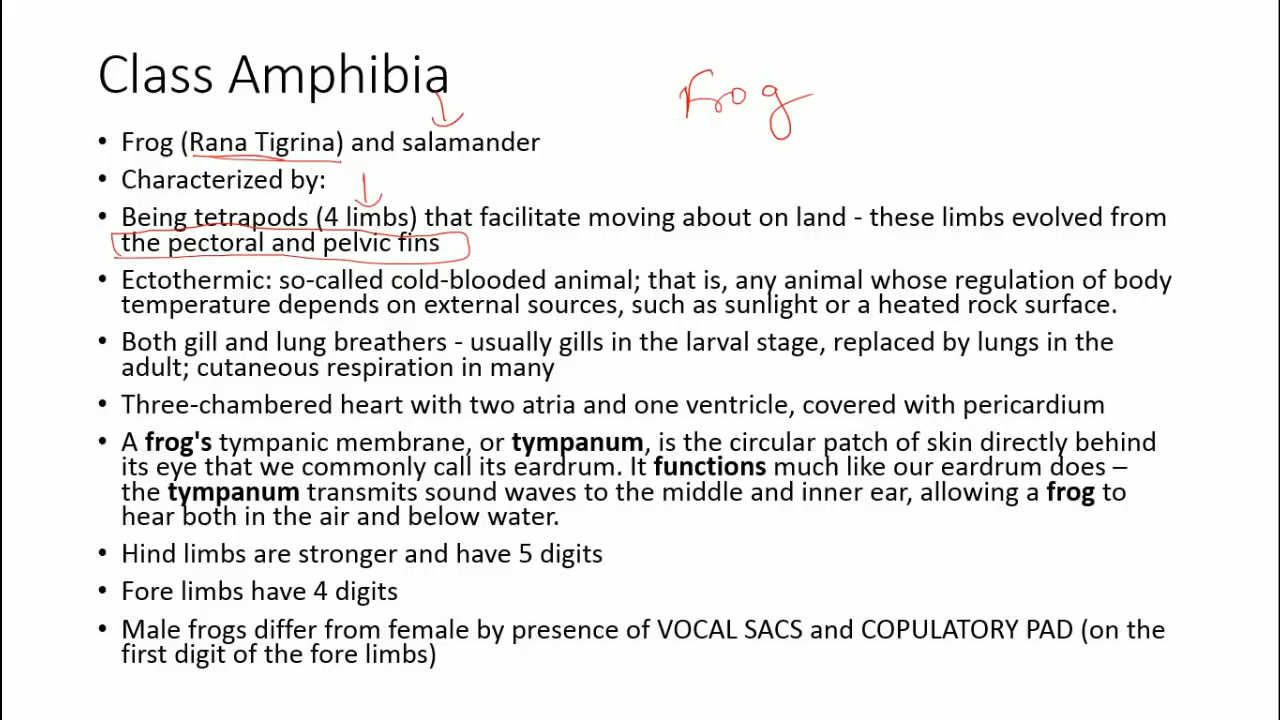 Class Amphibia
Frog
• Frog (Rana Tigrina) and salamander
• Characterized by:
• Being tetrapods (4 limbs) that facilitate moving about on land - these limbs evolved from
the pectoral and pelvic fins
• Ectothermic: so-called cold-blooded animal; that is, any animal whose regulation of body
temperature depends on external sources, such as sunlight or a heated rock surface.
• Both gill and lung breathers - usually gills in the larval stage, replaced by lungs in the
adult; cutaneous respiration in many
• Three-chambered heart with two atria and one ventricle, covered with pericardium
• A frog's tympanic membrane, or tympanum, is the circular patch of skin directly behind
its eye that we commonly call its eardrum. It functions much like our eardrum does –
the tympanum transmits sound waves to the middle and inner ear, allowing a frog to
hear both in the air and below water.
• Hind limbs are stronger and have 5 digits
• Fore limbs have 4 digits
• Male frogs differ from female by presence of VOCAL SACS and COPULATORY PAD (on the
first digit of the fore limbs)